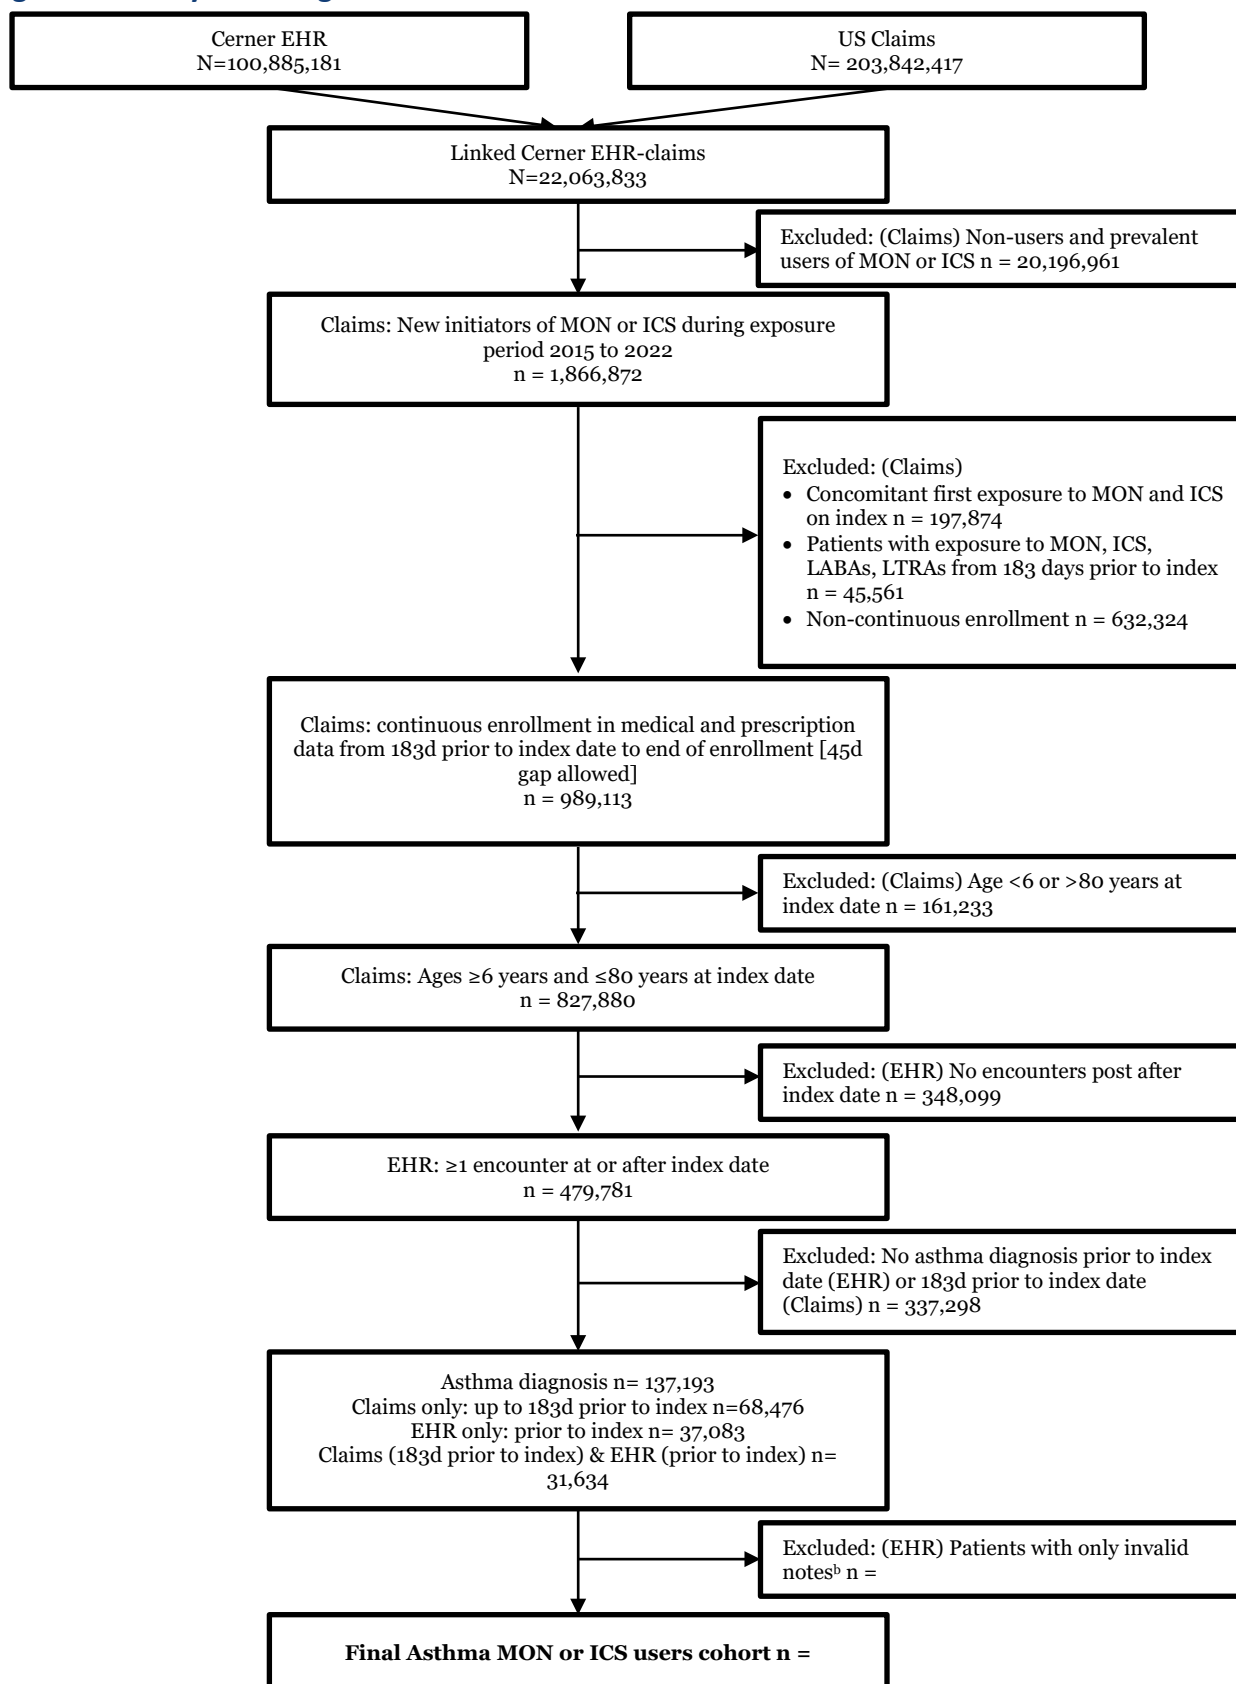 Cerner EHR
N=100,885,181
US Claims
N= 203,842,417
Linked Cerner EHR-claims
N=22,063,833
Excluded: (Claims) Non-users and prevalent
users of MON or ICS n = 20,196,961
Claims: New initiators of MON or ICS during exposure
period 2015 to 2022
n = 1,866,872
Excluded: (Claims)
• Concomitant first exposure to MON and ICS
on index n = 197,874
• Patients with exposure to MON, ICS,
LABAs, LTRAs from 183 days prior to index
n = 45,561
• Non-continuous enrollment n = 632,324
Claims: continuous enrollment in medical and prescription
data from 183d prior to index date to end of enrollment [45d
gap allowed]
n = 989,113
Excluded: (Claims) Age <6 or >80 years at
index date n = 161,233
Claims: Ages ≥6 years and ≤80 years at index date
n = 827,880
Excluded: (EHR) No encounters post after
index date n = 348,099
EHR: ≥1 encounter at or after index date
n = 479,781
Excluded: No asthma diagnosis prior to index
date (EHR) or 183d prior to index date
(Claims) n = 337,298
Asthma diagnosis n= 137,193
Claims only: up to 183d prior to index n=68,476
EHR only: prior to index n= 37,083
Claims (183d prior to index) & EHR (prior to index) n=
31,634
Excluded: (EHR) Patients with only invalid
notesᵇ n =
Final Asthma MON or ICS users cohort n =